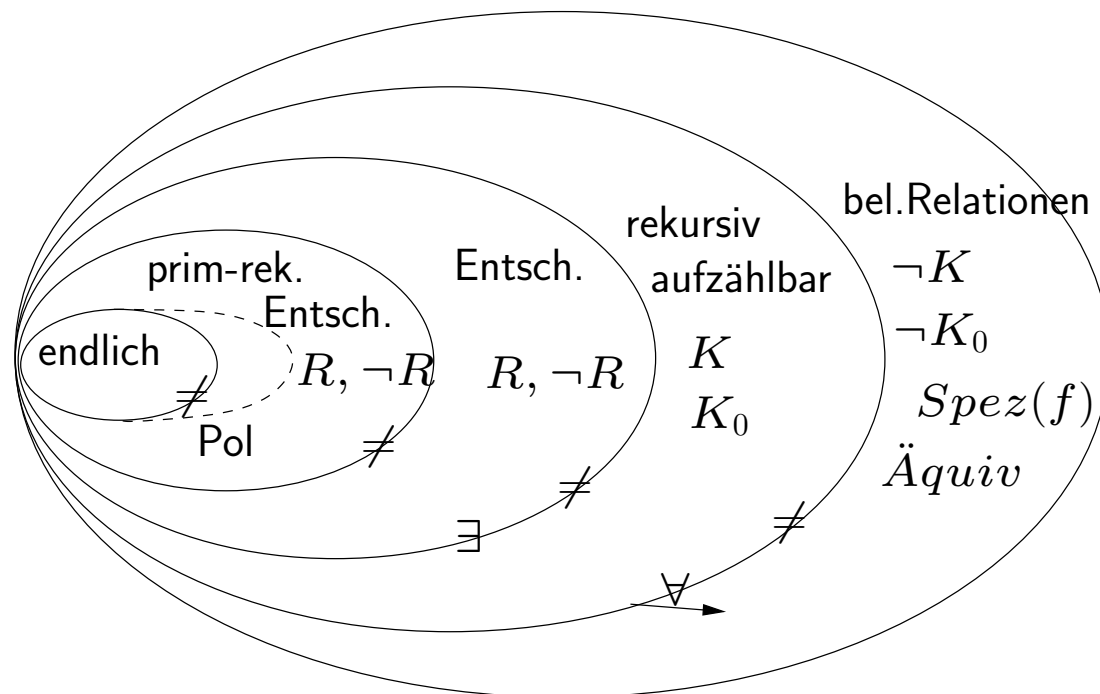 bel.Relationen
rekursiv
aufzählbar
Entsch.
prim-rek.
Entsch.
endlich
Pol
R, ¬R
R, ¬R
K
K₀
¬K
¬K₀
Spez(f)
Äquiv
≠
≠
≠
≠
∃
∀